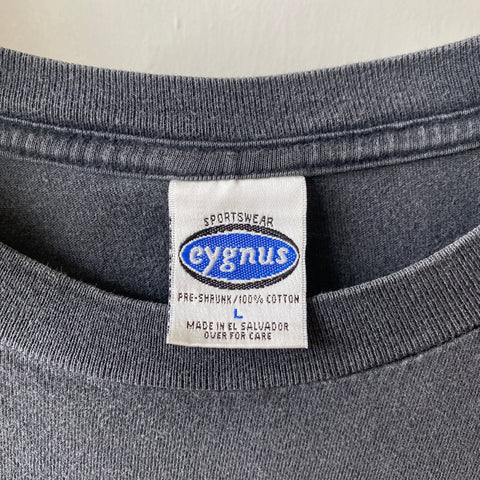 SPORTSWEAR
cygnus
PRE-SHRUNK/100% COTTON
L
MADE IN EL SALVADOR
OVER FOR CARE